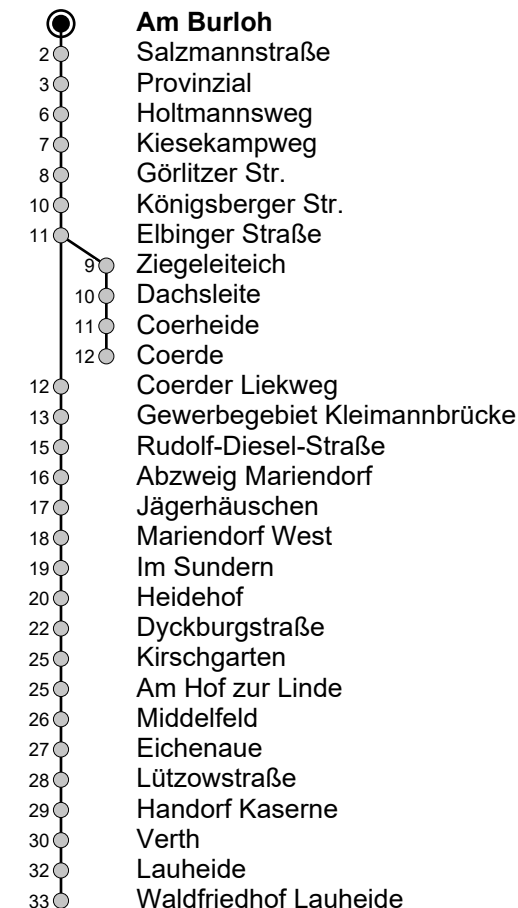 Am Burloh
2 Salzmannstraße
3 Provinzial
6 Holtmannsweg
7 Kiesekampweg
8 Görlitzer Str.
10 Königsberger Str.
11 Elbinger Straße
9 Ziegeleiteich
10 Dachsleite
11 Coerheide
12 Coerde
12 Coerder Liekweg
13 Gewerbegebiet Kleimannbrücke
15 Rudolf-Diesel-Straße
16 Abzweig Mariendorf
17 Jägerhäuschen
18 Mariendorf West
19 Im Sundern
20 Heidehof
22 Dyckburgstraße
25 Kirschgarten
25 Am Hof zur Linde
26 Middelfeld
27 Eichenaue
28 Lützowstraße
29 Handorf Kaserne
30 Verth
32 Lauheide
33 Waldfriedhof Lauheide